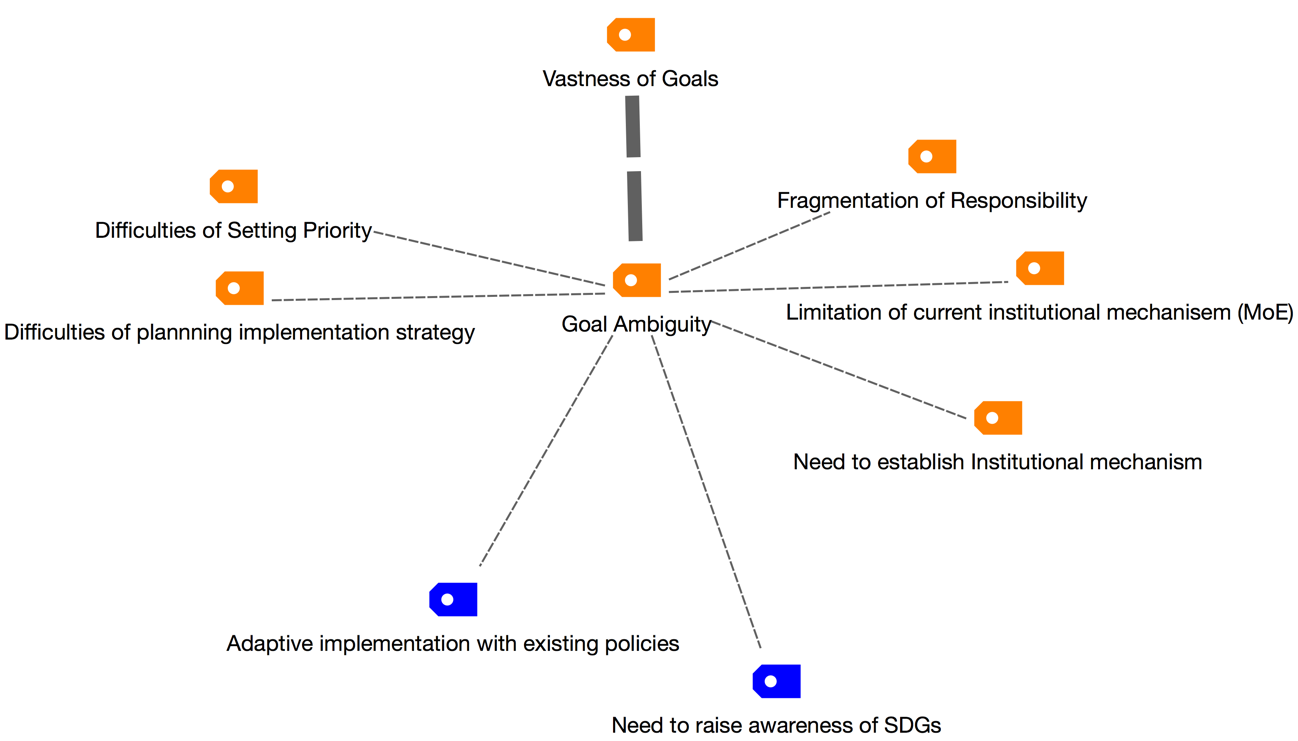 Vastness of Goals
Fragmentation of Responsibility
Difficulties of Setting Priority
Limitation of current institutional mechanisem (MoE)
Goal Ambiguity
Difficulties of plannning implementation strategy
Need to establish Institutional mechanism
Adaptive implementation with existing policies
Need to raise awareness of SDGs